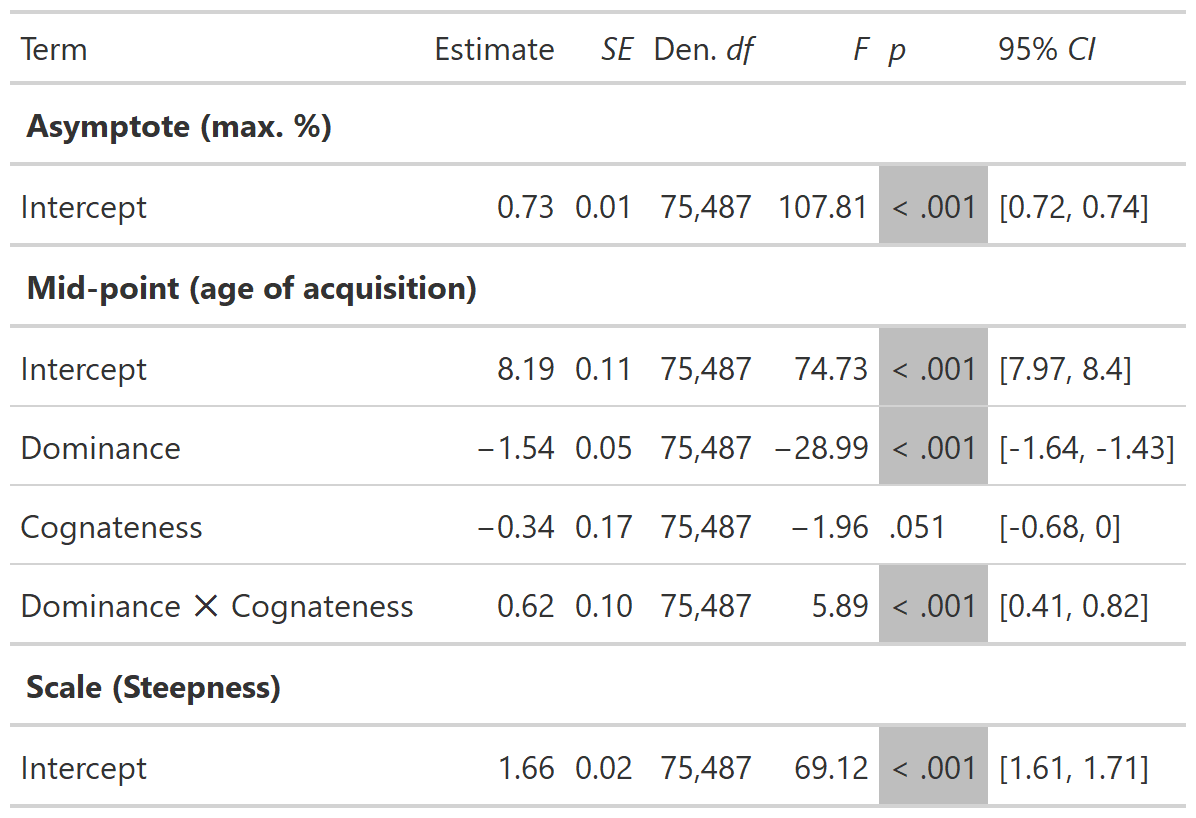 Term Estimate SE Den. df F p 95% CI
Asymptote (max. %)
Intercept 0.73 0.01 75,487 107.81 < .001 [0.72, 0.74]
Mid-point (age of acquisition)
Intercept 8.19 0.11 75,487 74.73 < .001 [7.97, 8.4]
Dominance −1.54 0.05 75,487 −28.99 < .001 [-1.64, -1.43]
Cognateness −0.34 0.17 75,487 −1.96 .051 [-0.68, 0]
Dominance ✕ Cognateness 0.62 0.10 75,487 5.89 < .001 [0.41, 0.82]
Scale (Steepness)
Intercept 1.66 0.02 75,487 69.12 < .001 [1.61, 1.71]